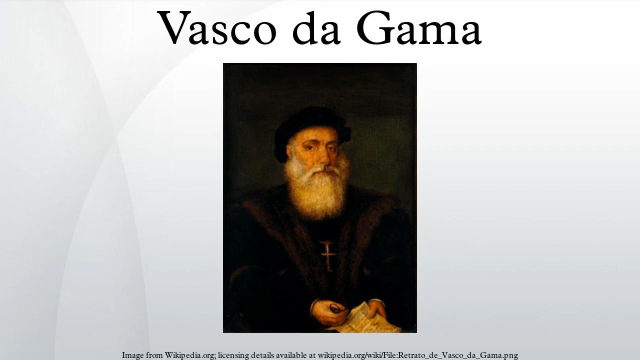 Vasco da Gama
Image from Wikipedia.org; licensing details available at wikipedia.org/wiki/File:Retrato_de_Vasco_da_Gama.png